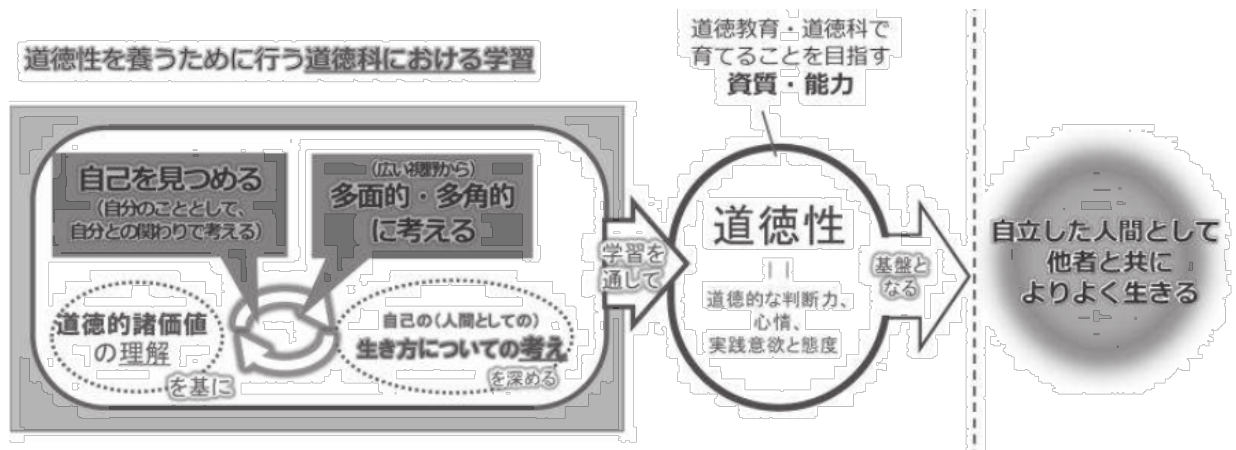 道徳性を養うために行う道徳科における学習
自己を見つめる
(自分のこととして、
自分との関わりで考える)
(広い視野から)
多面的・多角的
に考える
道徳的諸価値
の理解
を基に
自己の(人間としての)
生き方についての考え
を深める
学習を
通して
道徳教育・道徳科で
育てることを目指す
資質・能力
道徳性
||
道徳的な判断力、
心情、
実践意欲と態度
基盤と
なる
自立した人間として
他者と共に
よりよく生きる